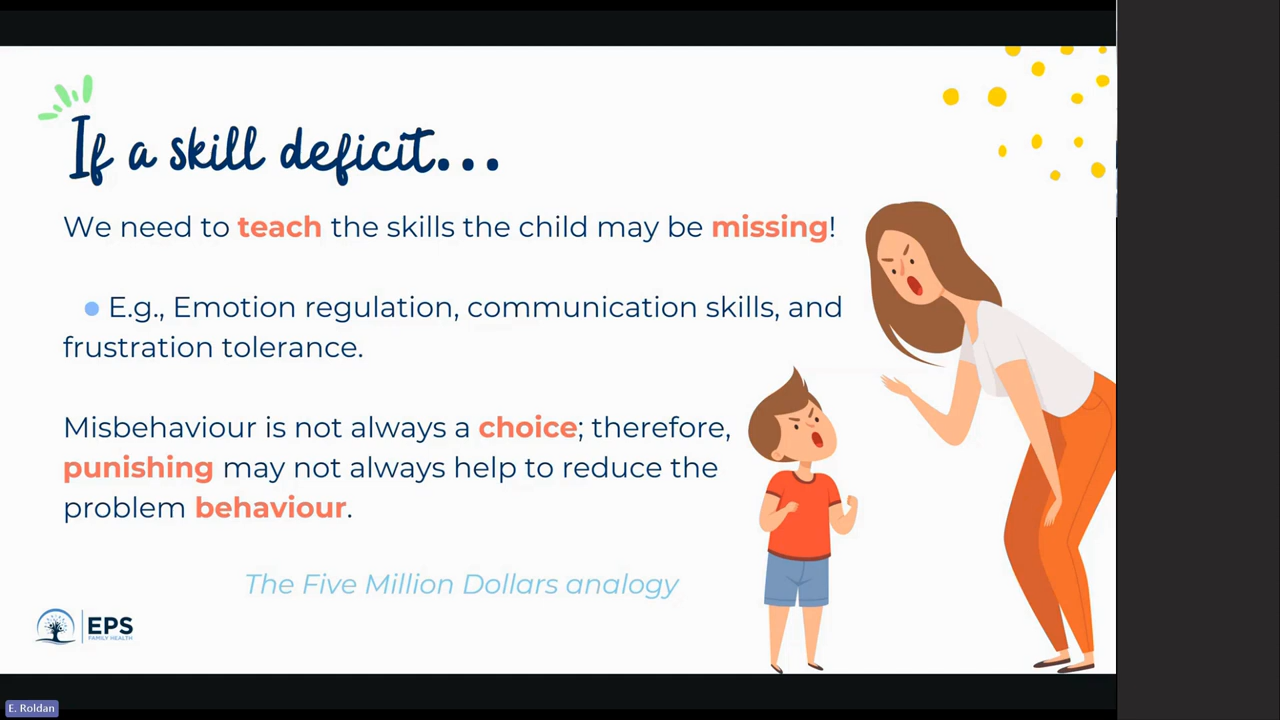 If a skill deficit...
We need to teach the skills the child may be missing!
E.g., Emotion regulation, communication skills, and
frustration tolerance.
Misbehaviour is not always a choice; therefore,
punishing may not always help to reduce the
problem behaviour.
The Five Million Dollars analogy
EPS
FAMILY HEALTH
E. Roldan